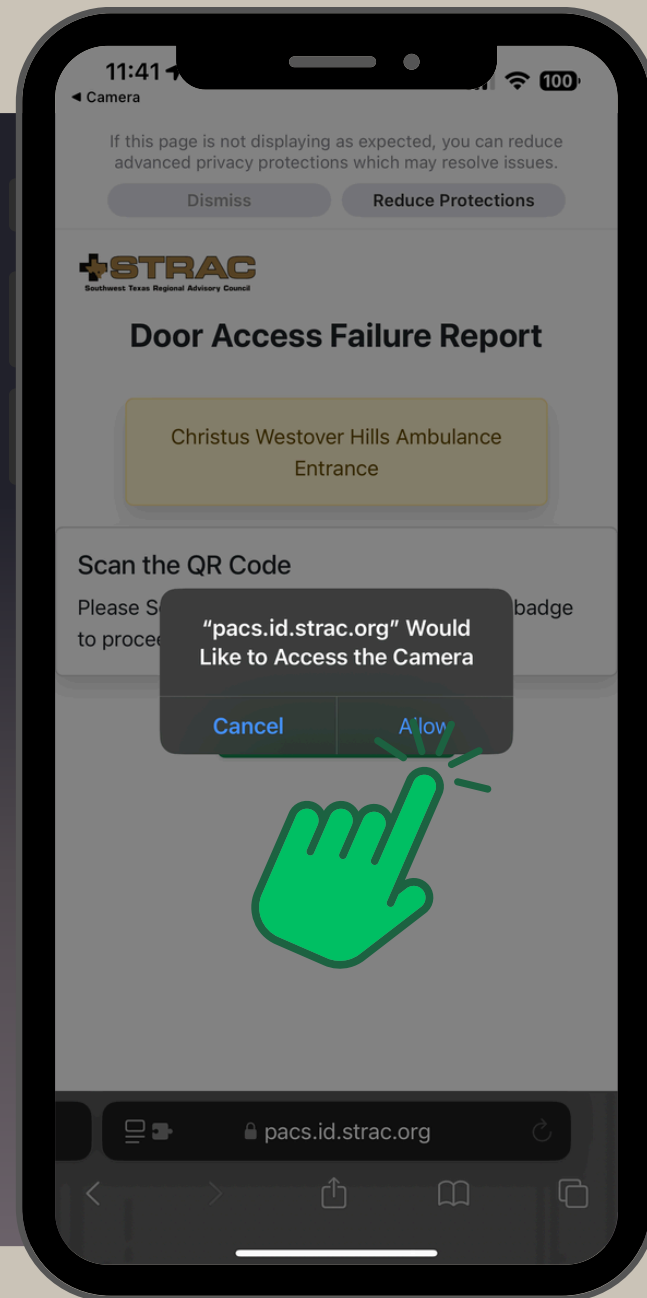 11:41
100
◀ Camera
If this page is not displaying as expected, you can reduce
advanced privacy protections which may resolve issues.
Dismiss
Reduce Protections
STRAC
Southwest Texas Regional Advisory Council
Door Access Failure Report
Christus Westover Hills Ambulance
Entrance
Scan the QR Code
Please S
badge
to procee
“pacs.id.strac.org” Would
Like to Access the Camera
Cancel
Allow
pacs.id.strac.org